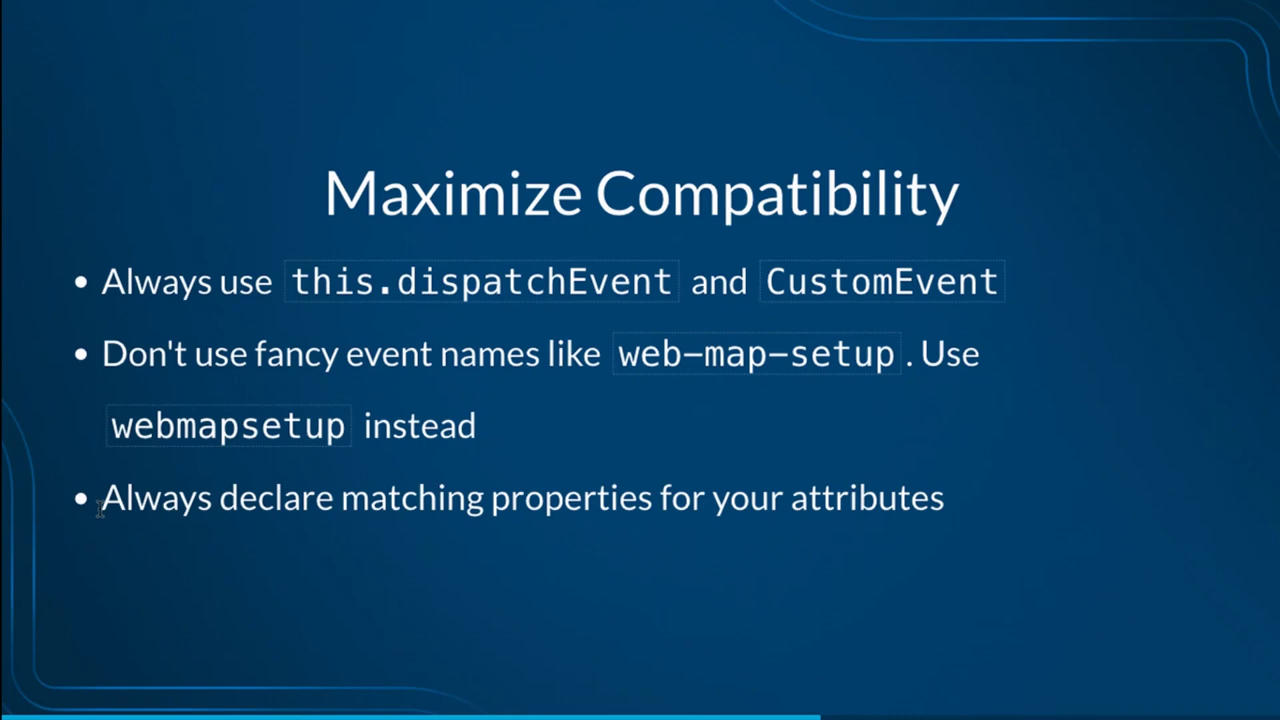 Maximize Compatibility
• Always use this.dispatchEvent and CustomEvent
• Don't use fancy event names like web-map-setup. Use
webmapsetup instead
• Always declare matching properties for your attributes